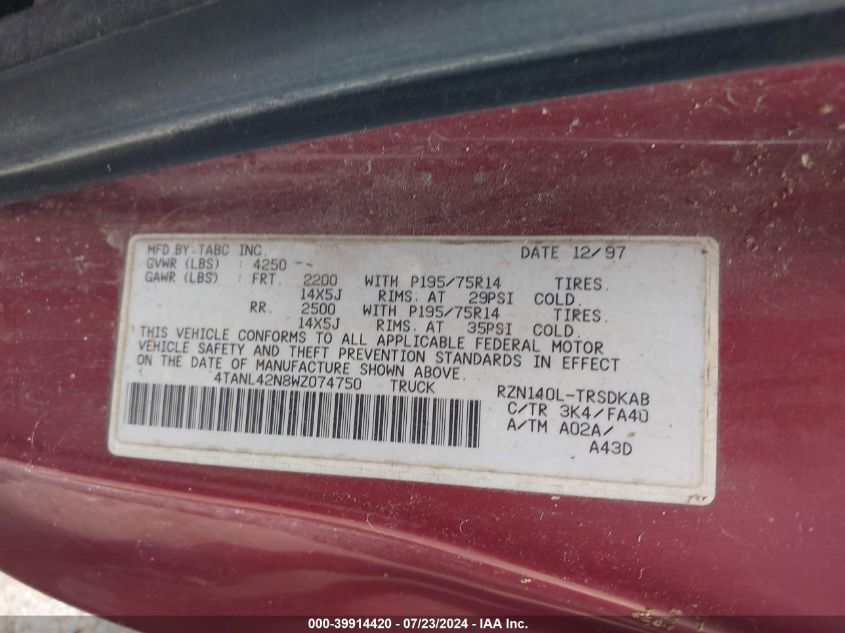 MFD.BY.TABC INC. DATE 12/97
GVWR (LBS) : 4250
GAWR (LBS) : FRT. 2200 WITH P195/75R14 TIRES.
14X5J RIMS. AT 29PSI COLD.
RR. 2500 WITH P195/75R14 TIRES.
14X5J RIMS. AT 35PSI COLD.
THIS VEHICLE CONFORMS TO ALL APPLICABLE FEDERAL MOTOR
VEHICLE SAFETY AND THEFT PREVENTION STANDARDS IN EFFECT
ON THE DATE OF MANUFACTURE SHOWN ABOVE.
4TANL42N8WZ074750 TRUCK RZN140L-TRSDKAB
C/TR 3K4/FA40
A/TM A02A/
A43D
000-39914420 - 07/23/2024 - IAA Inc.